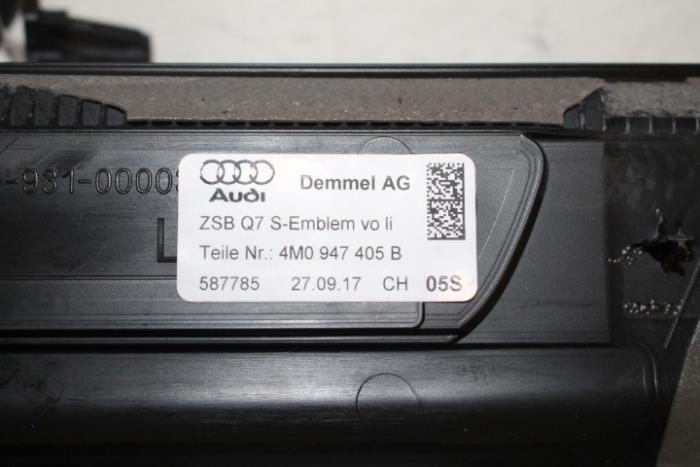 -931-00003
Audi
Demmel AG
ZSB Q7 S-Emblem vo li
Teile Nr.: 4M0 947 405 B
587785 27.09.17 CH 05S